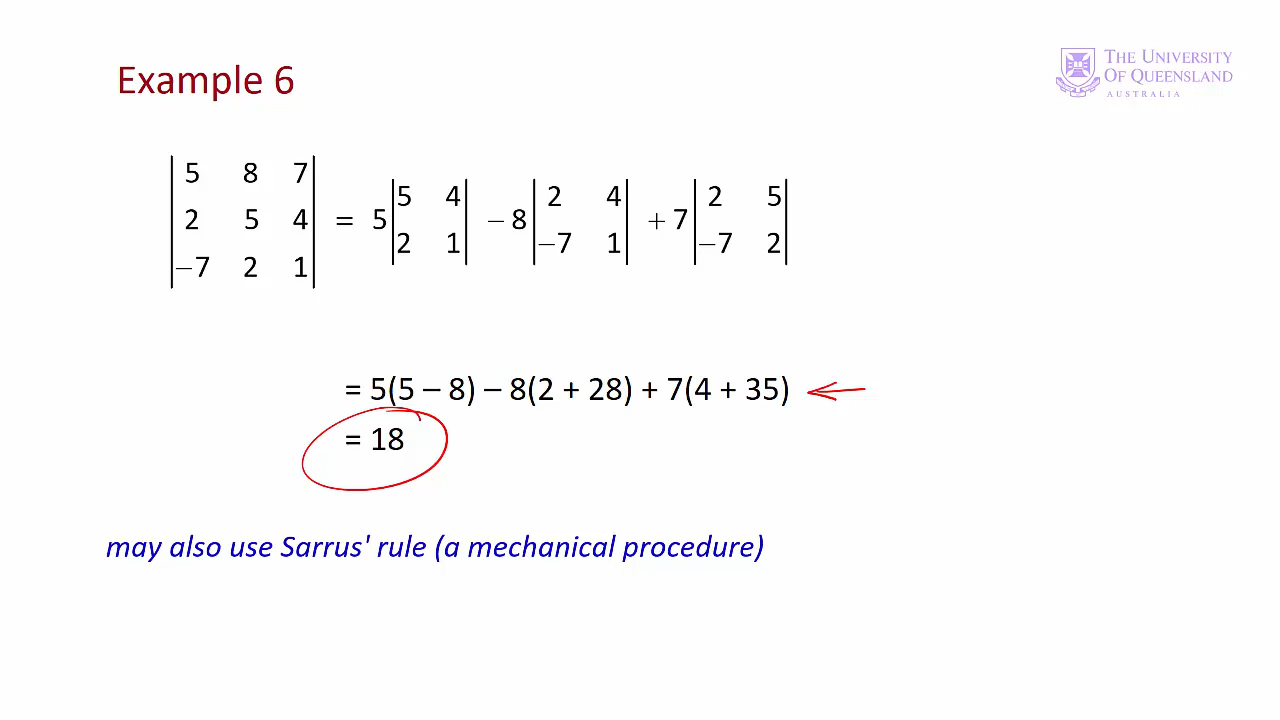 Example 6
THE UNIVERSITY
OF QUEENSLAND
AUSTRALIA
5 8 7
2 5 4
−7 2 1
= 5 |5 4; 2 1| − 8 |2 4; −7 1| + 7 |2 5; −7 2|
= 5(5 – 8) – 8(2 + 28) + 7(4 + 35)
= 18
may also use Sarrus' rule (a mechanical procedure)